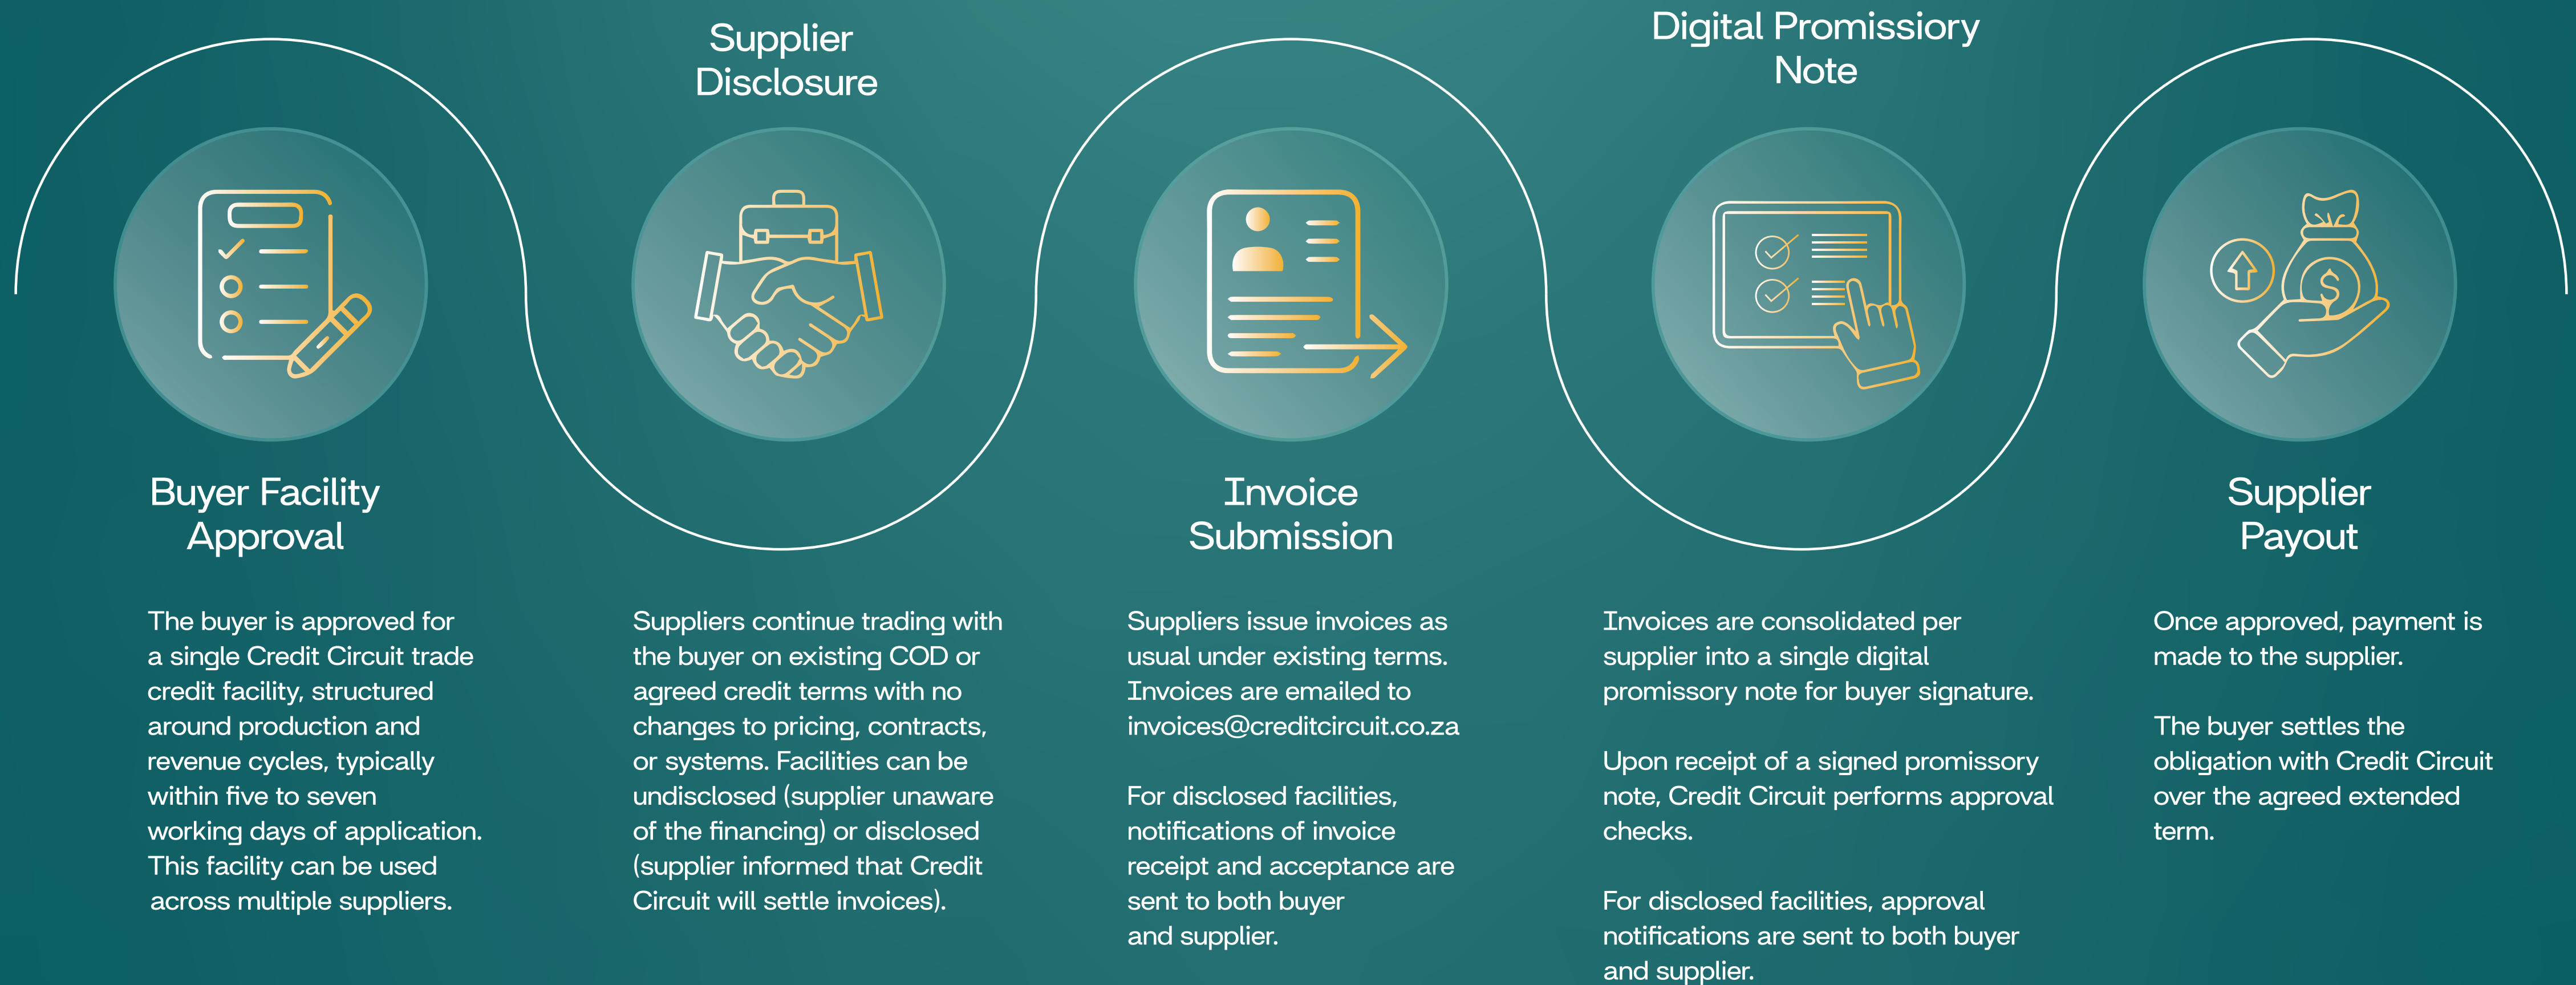 Buyer Facility
Approval
The buyer is approved for
a single Credit Circuit trade
credit facility, structured
around production and
revenue cycles, typically
within five to seven
working days of application.
This facility can be used
across multiple suppliers.
Supplier
Disclosure
Suppliers continue trading with
the buyer on existing COD or
agreed credit terms with no
changes to pricing, contracts,
or systems. Facilities can be
undisclosed (supplier unaware
of the financing) or disclosed
(supplier informed that Credit
Circuit will settle invoices).
Invoice
Submission
Suppliers issue invoices as
usual under existing terms.
Invoices are emailed to
invoices@creditcircuit.co.za
For disclosed facilities,
notifications of invoice
receipt and acceptance are
sent to both buyer
and supplier.
Digital Promissiory
Note
Invoices are consolidated per
supplier into a single digital
promissory note for buyer signature.
Upon receipt of a signed promissory
note, Credit Circuit performs approval
checks.
For disclosed facilities, approval
notifications are sent to both buyer
and supplier.
$
Supplier
Payout
Once approved, payment is
made to the supplier.
The buyer settles the
obligation with Credit Circuit
over the agreed extended
term.